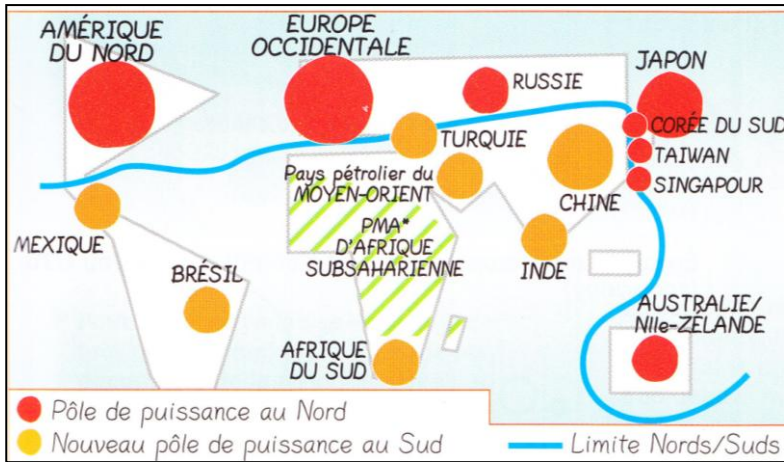 AMÉRIQUE
DU NORD
EUROPE
OCCIDENTALE
RUSSIE
JAPON
CORÉE DU SUD
TAIWAN
SINGAPOUR
TURQUIE
Pays pétrolier du
MOYEN-ORIENT
CHINE
MEXIQUE
PMA*
D'AFRIQUE
SUBSAHARIENNE
INDE
BRÉSIL
AUSTRALIE/
Nlle-ZÉLANDE
AFRIQUE
DU SUD
Pôle de puissance au Nord
Nouveau pôle de puissance au Sud
Limite Nords/Suds